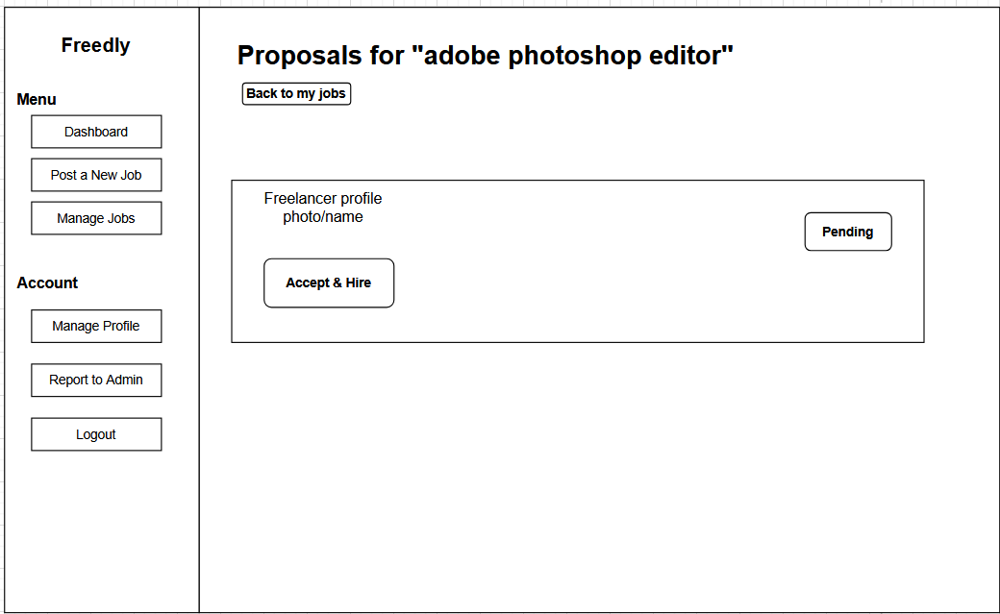 Freedly
Menu
Dashboard
Post a New Job
Manage Jobs
Account
Manage Profile
Report to Admin
Logout
Proposals for "adobe photoshop editor"
Back to my jobs
Freelancer profile
photo/name
Pending
Accept & Hire